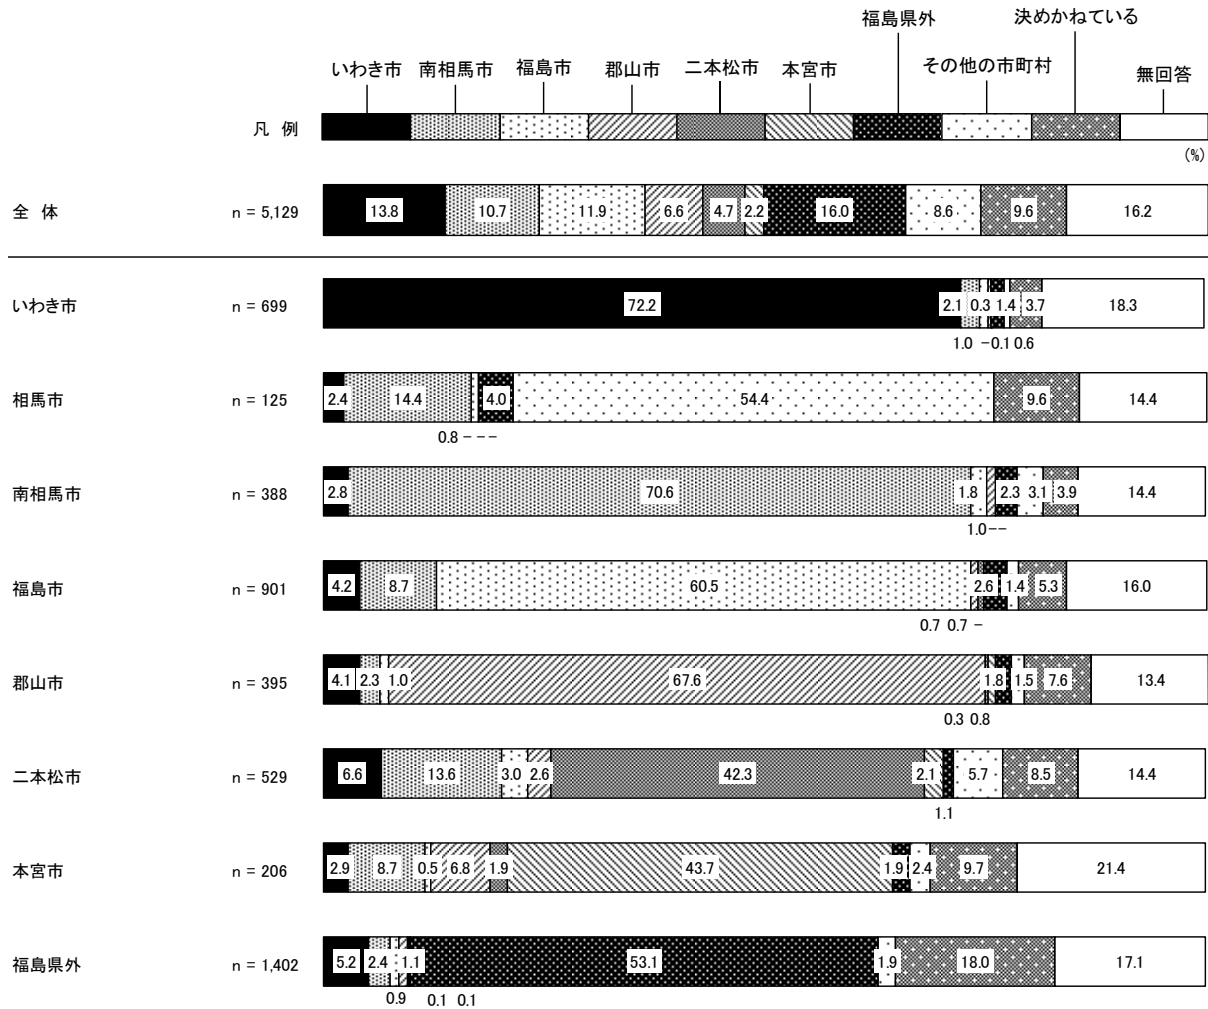 福島県外 決めかねている
いわき市 南相馬市 福島市 郡山市 二本松市 本宮市 その他の市町村 無回答
凡 例
(%)
全 体 n = 5,129 13.8 10.7 11.9 6.6 4.7 2.2 16.0 8.6 9.6 16.2
いわき市 n = 699 72.2 2.1 0.3 1.4 3.7 18.3
1.0 － 0.1 0.6
相馬市 n = 125 2.4 14.4 4.0 54.4 9.6 14.4
0.8 － － －
南相馬市 n = 388 2.8 70.6 1.8 2.3 3.1 3.9 14.4
1.0 － －
福島市 n = 901 4.2 8.7 60.5 2.6 1.4 5.3 16.0
0.7 0.7 －
郡山市 n = 395 4.1 2.3 1.0 67.6 1.8 1.5 7.6 13.4
0.3 0.8
二本松市 n = 529 6.6 13.6 3.0 2.6 42.3 2.1 5.7 8.5 14.4
1.1
本宮市 n = 206 2.9 8.7 0.5 6.8 1.9 43.7 1.9 2.4 9.7 21.4
福島県外 n = 1,402 5.2 2.4 1.1 53.1 1.9 18.0 17.1
0.9 0.1 0.1